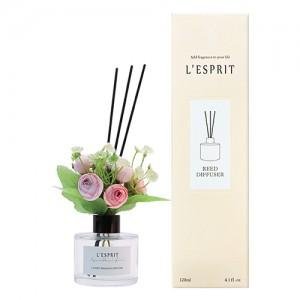 Add fragrance to your life
L'ESPRIT
REED
DIFFUSER
120ml 4.1 fl. oz
L'ESPRIT